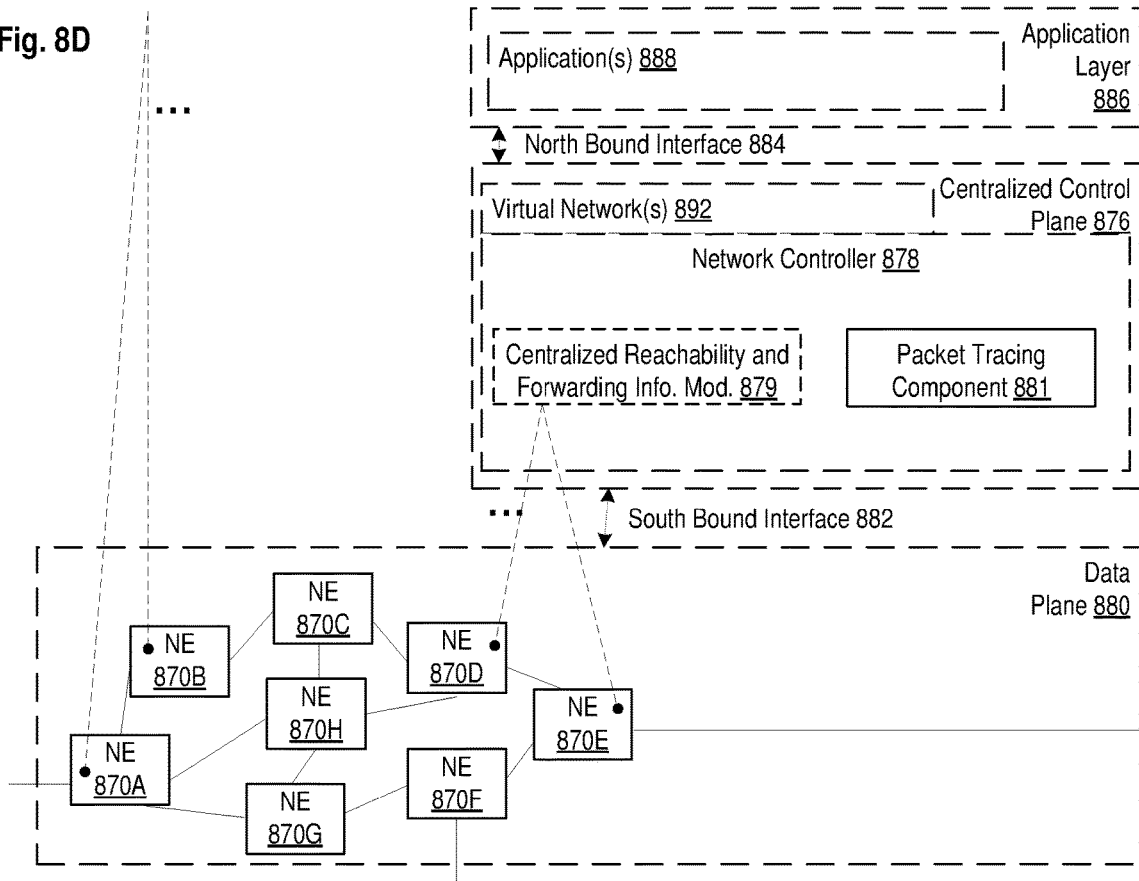 Fig. 8D
Application(s) 888
Application
Layer
886
North Bound Interface 884
Virtual Network(s) 892
Centralized Control
Plane 876
Network Controller 878
Centralized Reachability and
Forwarding Info. Mod. 879
Packet Tracing
Component 881
South Bound Interface 882
Data
Plane 880
NE
870C
NE
870B
NE
870D
NE
870H
NE
870E
NE
870A
NE
870F
NE
870G